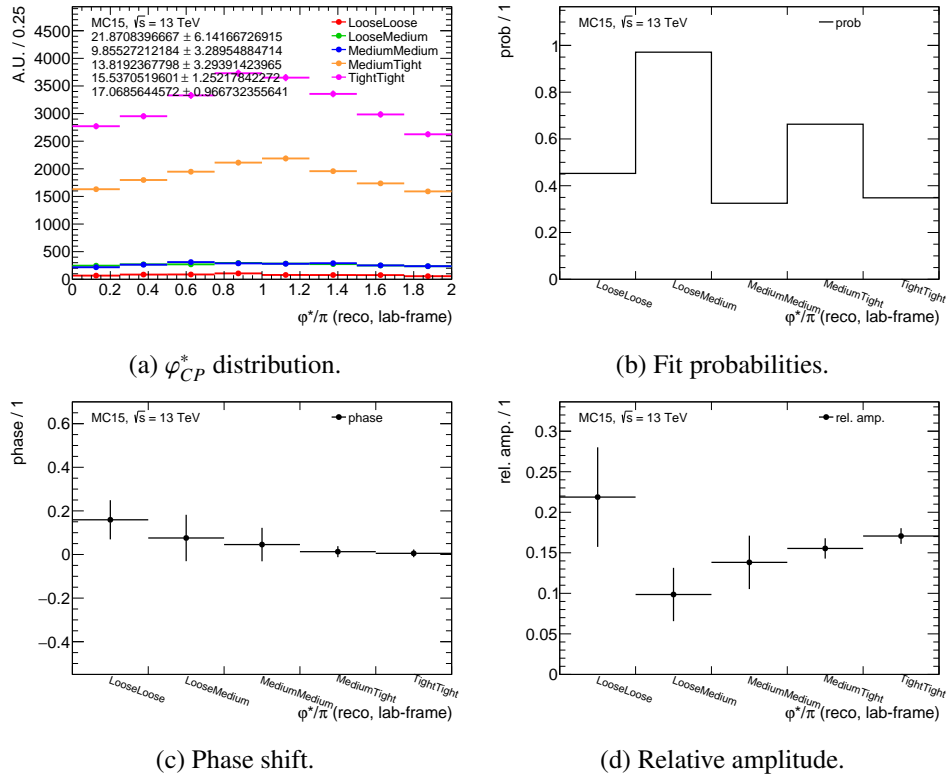 MC15, √s = 13 TeV
21.8708396667 ± 6.14166726915
9.85527212184 ± 3.28954884714
13.8192367798 ± 3.29391423965
15.5370519601 ± 1.25217842272
17.0685644572 ± 0.966732355641
LooseLoose
LooseMedium
MediumMedium
MediumTight
TightTight
A.U. / 0.25
4500
4000
3500
3000
2500
2000
1500
1000
500
0
0 0.2 0.4 0.6 0.8 1 1.2 1.4 1.6 1.8 2
φ*/π (reco, lab-frame)
(a) φ*CP distribution.
MC15, √s = 13 TeV
prob
prob / 1
1
0.8
0.6
0.4
0.2
0
LooseLoose
LooseMedium
MediumMedium
MediumTight
TightTight
φ*/π (reco, lab-frame)
(b) Fit probabilities.
MC15, √s = 13 TeV
phase
phase / 1
0.6
0.4
0.2
0
−0.2
−0.4
LooseLoose
LooseMedium
MediumMedium
MediumTight
TightTight
φ*/π (reco, lab-frame)
(c) Phase shift.
MC15, √s = 13 TeV
rel. amp.
rel. amp. / 1
0.3
0.25
0.2
0.15
0.1
0.05
0
LooseLoose
LooseMedium
MediumMedium
MediumTight
TightTight
φ*/π (reco, lab-frame)
(d) Relative amplitude.